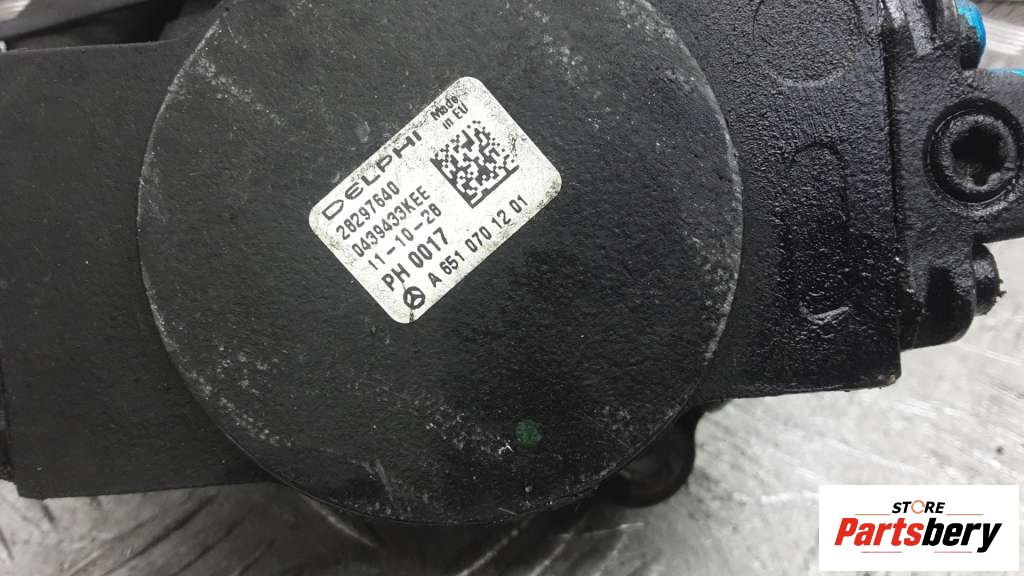 DELPHI
Made
in EU
28297640
0439433KEE
11-10-28
PH 0017
A 651 070 12 01
STORE
Partsbery